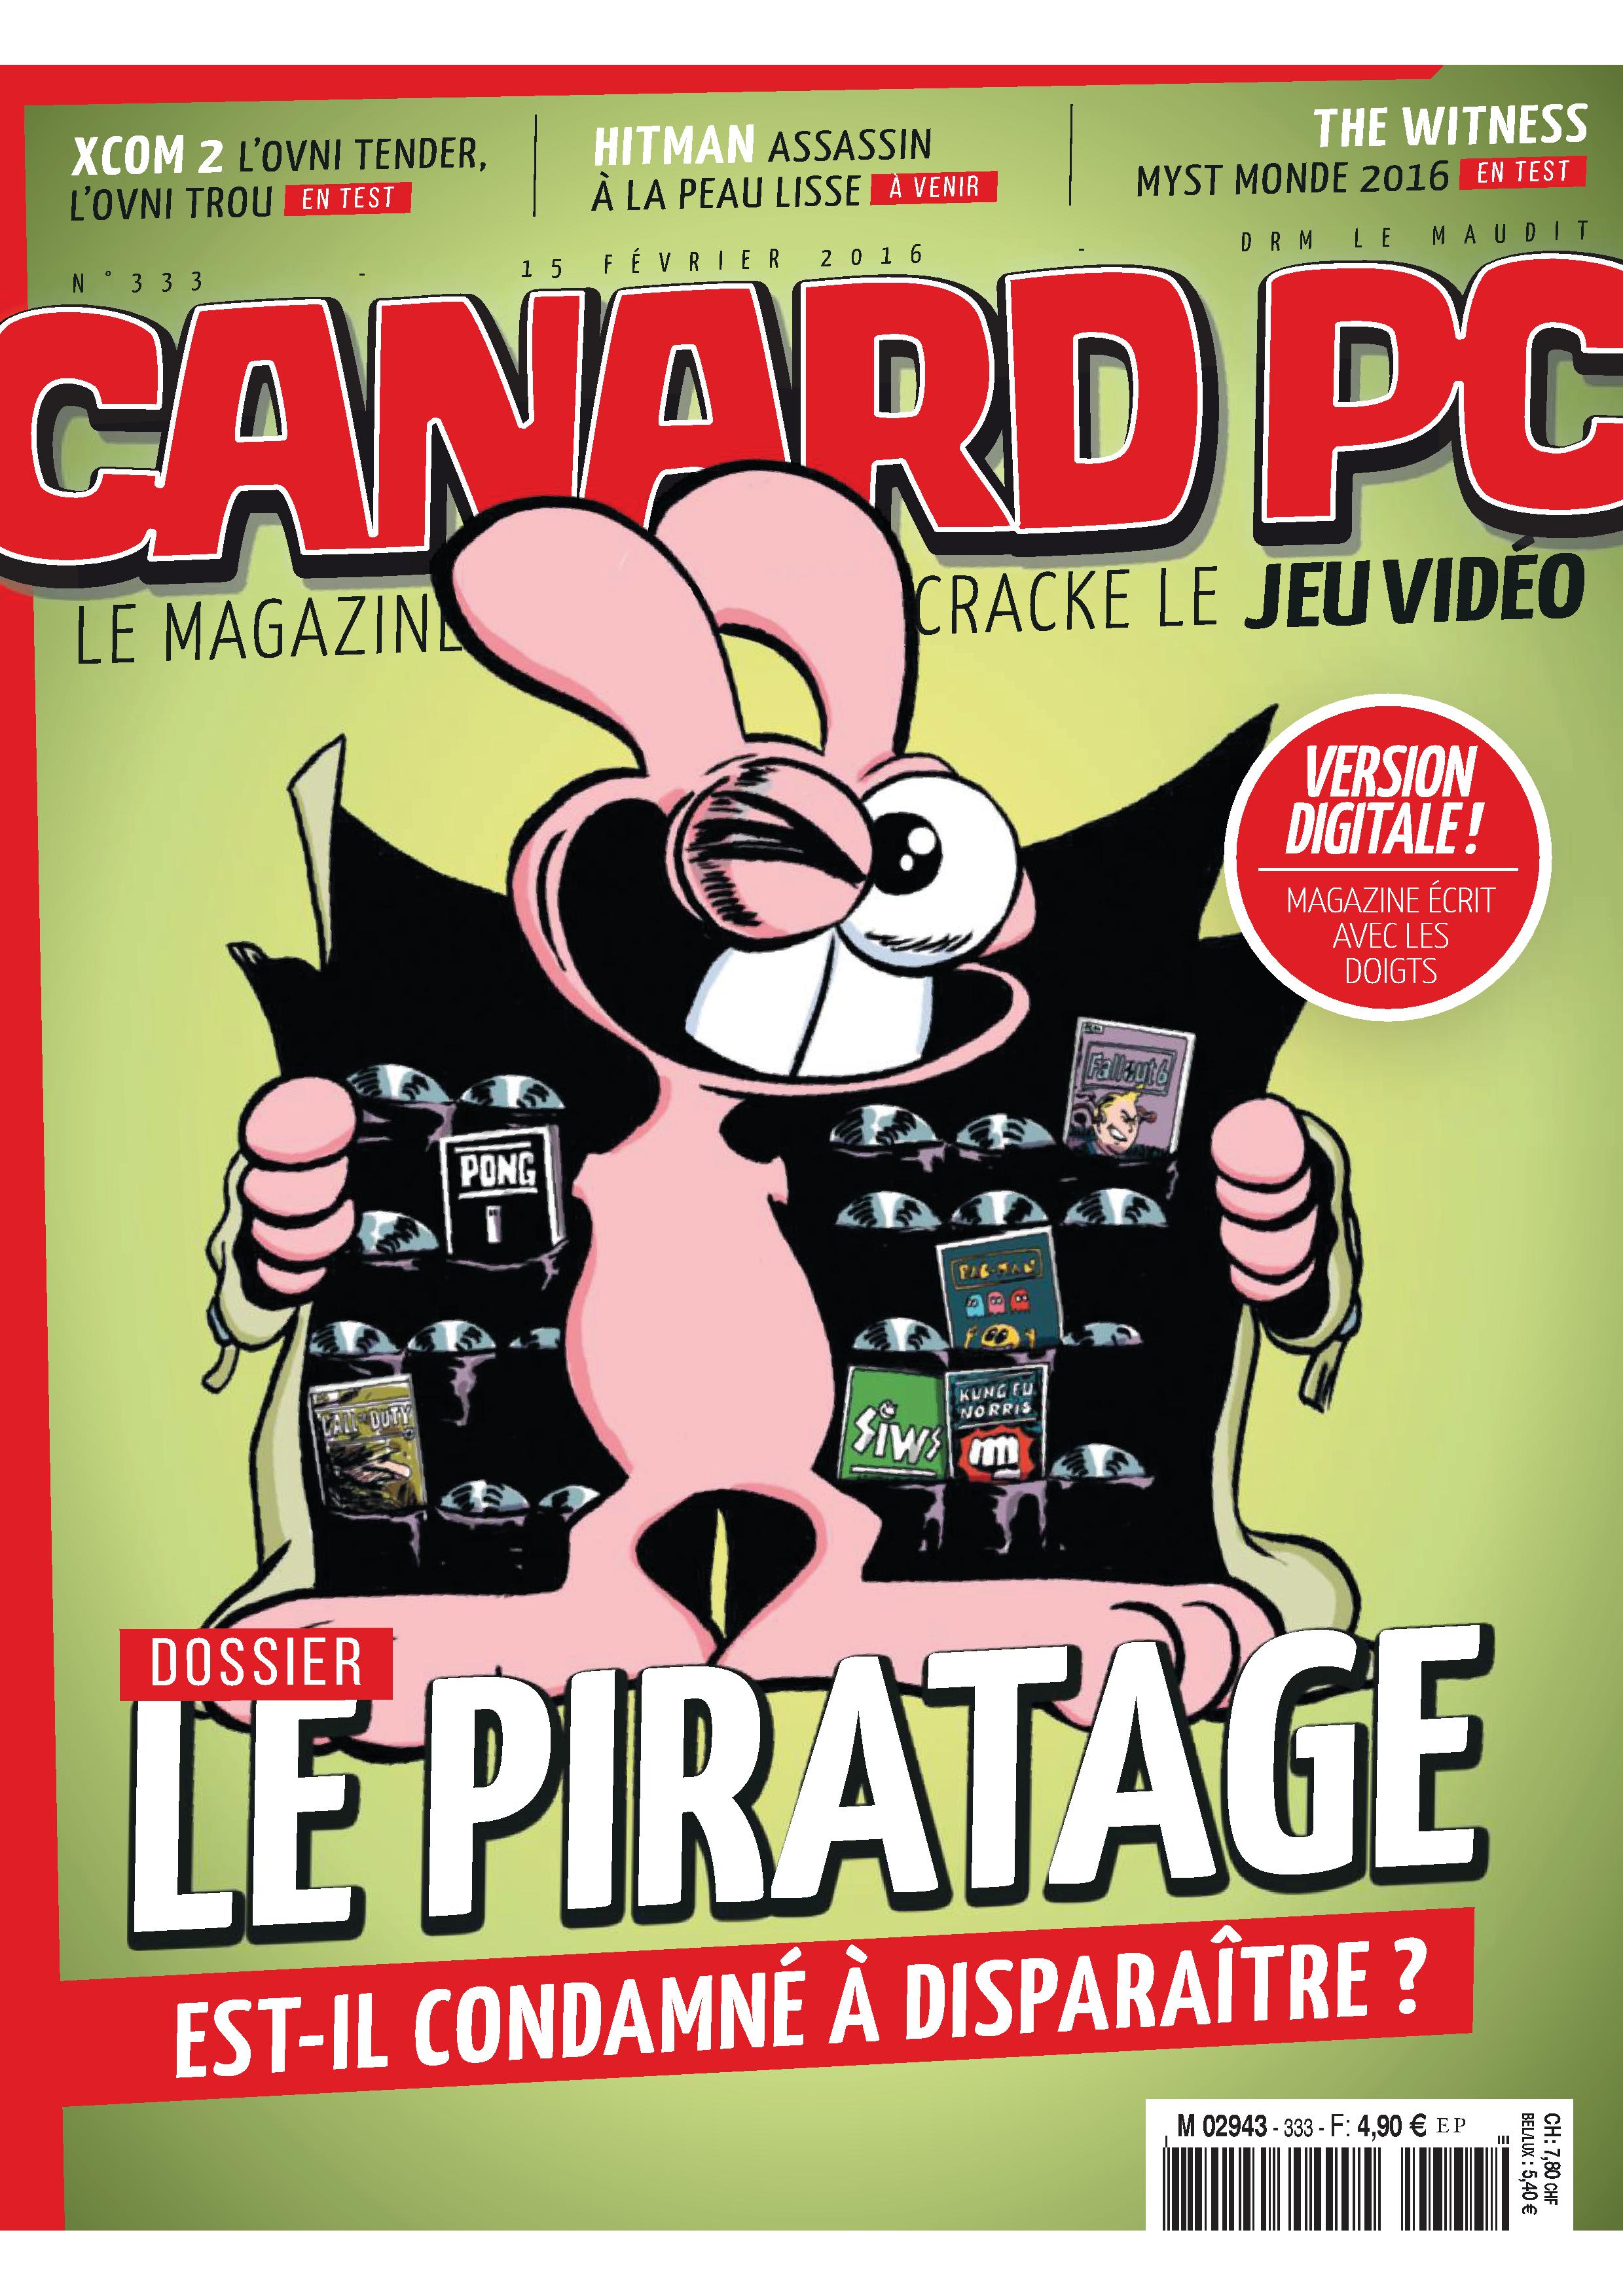 XCOM 2 L'OVNI TENDER,
L'OVNI TROU EN TEST
HITMAN ASSASSIN
À LA PEAU LISSE À VENIR
THE WITNESS
MYST MONDE 2016 EN TEST
N°333 - 15 FÉVRIER 2016 - DRM LE MAUDIT
CANARD PC
LE MAGAZINE CRACKE LE JEU VIDÉO
VERSION
DIGITALE !
MAGAZINE ÉCRIT
AVEC LES
DOIGTS
Fallout 6
PONG
PAC-MAN
CALL OF DUTY
SIWS
KUNG FU
NORRIS
DOSSIER
LE PIRATAGE
EST-IL CONDAMNÉ À DISPARAÎTRE ?
M 02943 - 333 - F: 4,90 € E P
CH : 7,80 CHF
BEL/LUX : 5,40 €